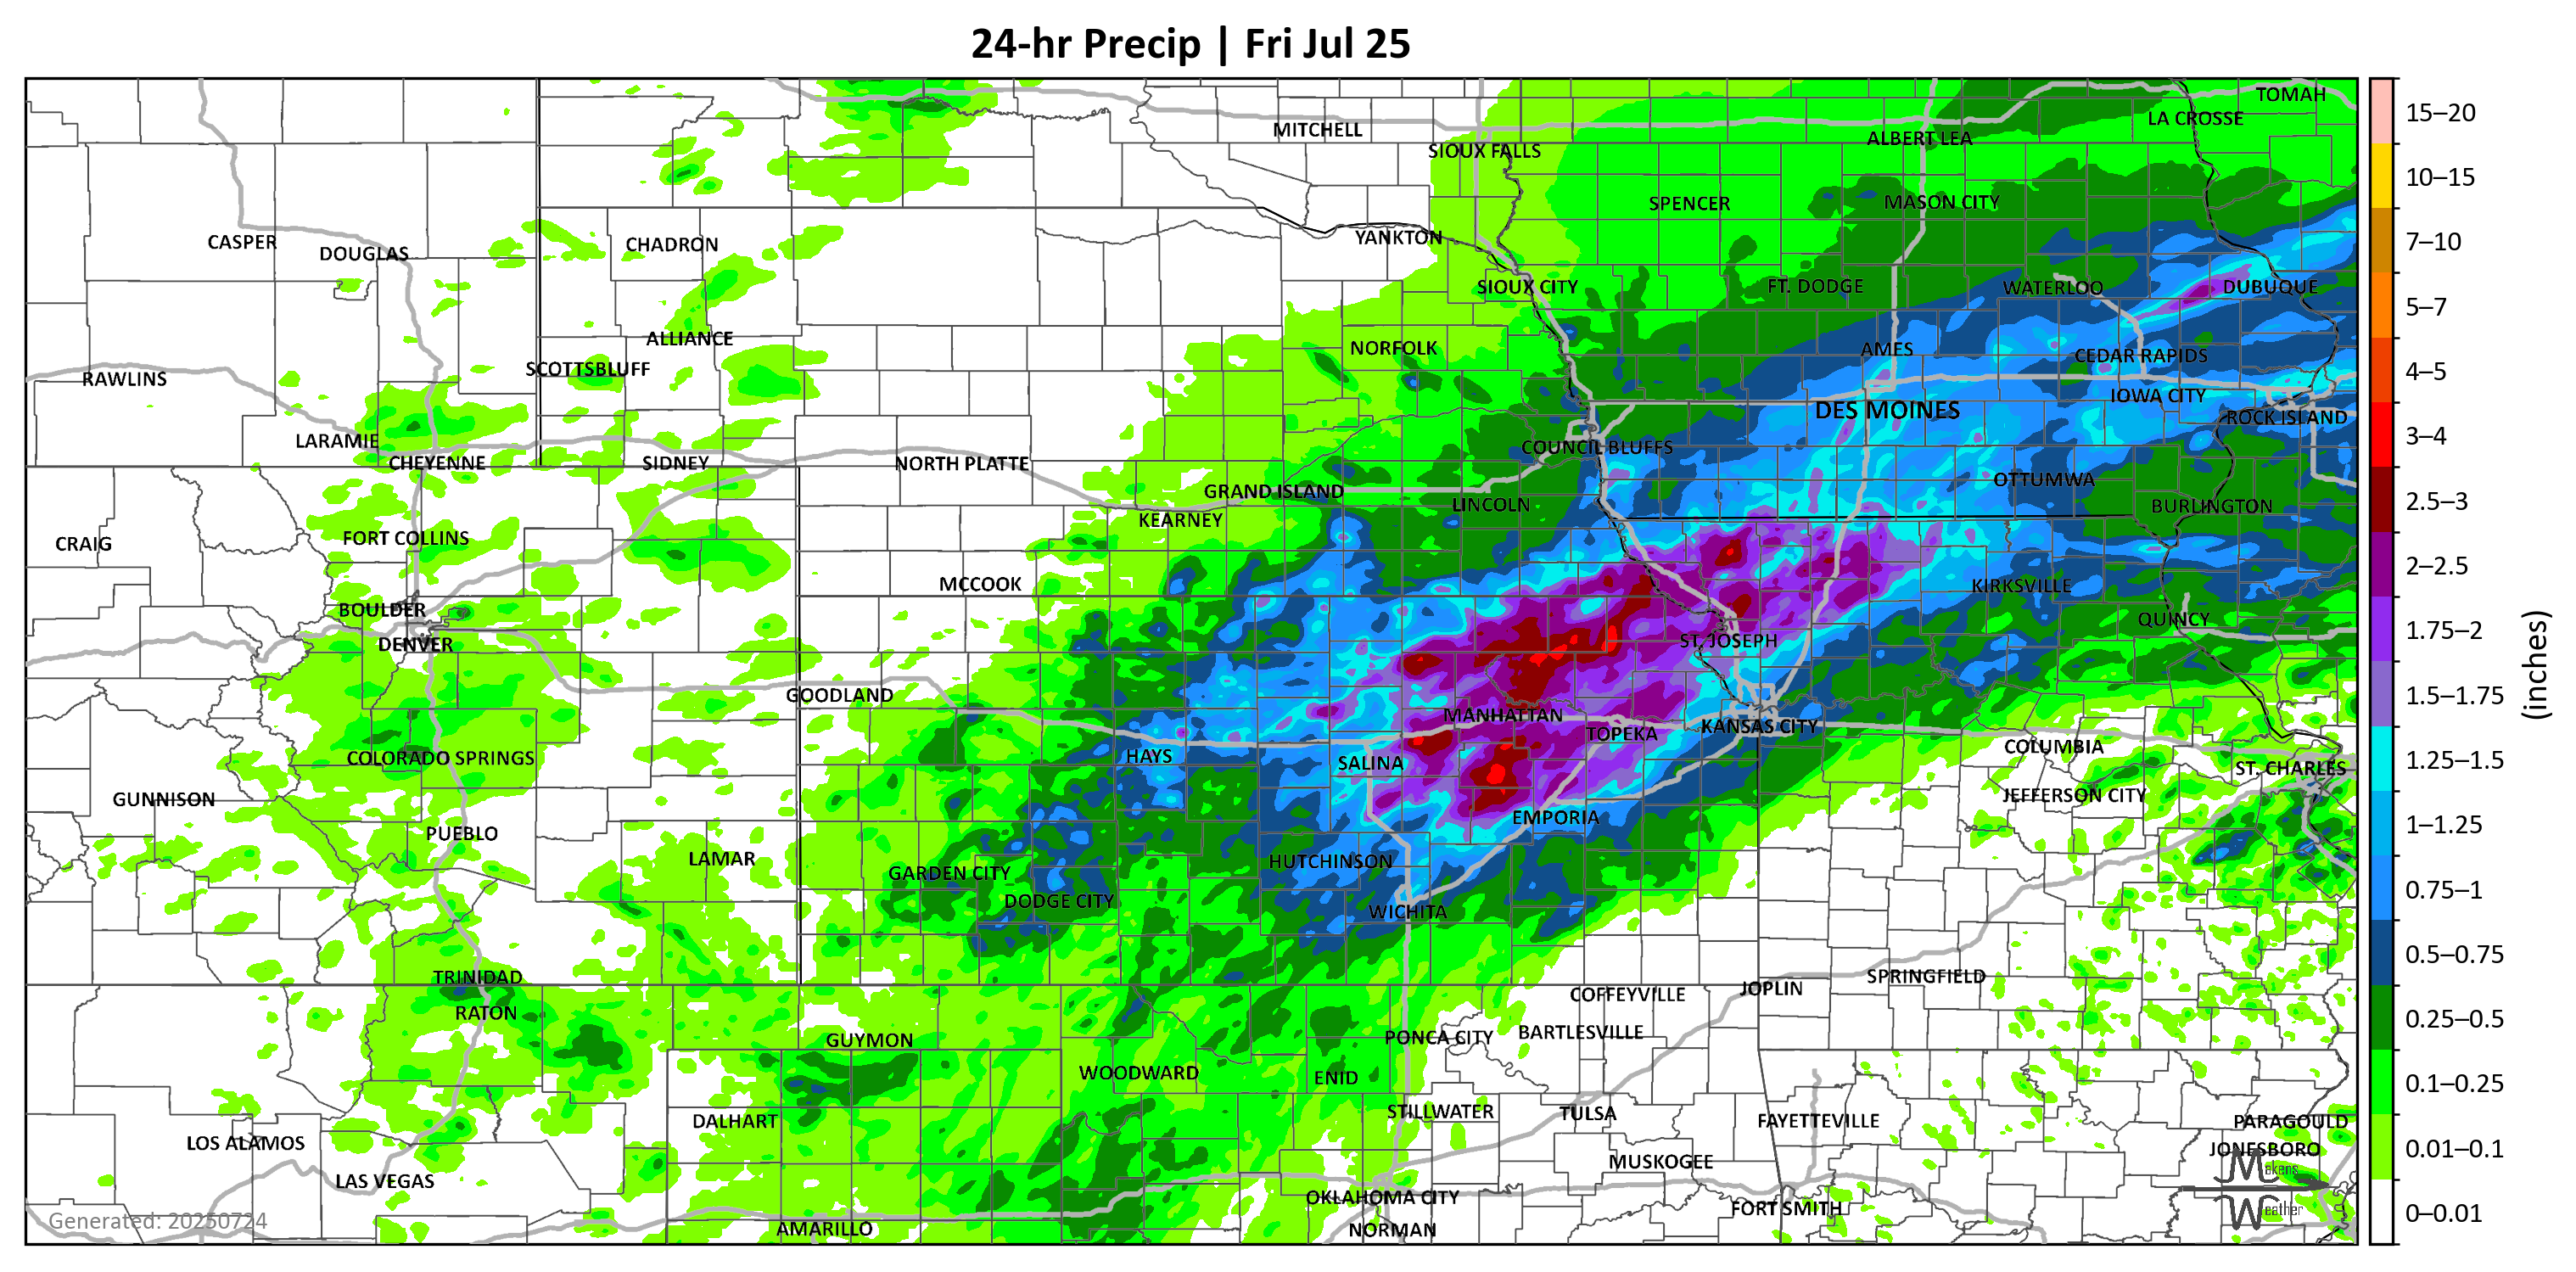 24-hr Precip | Fri Jul 25
TOMAH
LA CROSSE
MITCHELL
ALBERT LEA
SIOUX FALLS
SPENCER
MASON CITY
CASPER
DOUGLAS
CHADRON
YANKTON
SIOUX CITY
FT. DODGE
WATERLOO
DUBUQUE
ALLIANCE
NORFOLK
AMES
CEDAR RAPIDS
SCOTTSBLUFF
RAWLINS
IOWA CITY
DES MOINES
ROCK ISLAND
LARAMIE
COUNCIL BLUFFS
CHEYENNE
SIDNEY
NORTH PLATTE
OTTUMWA
GRAND ISLAND
LINCOLN
BURLINGTON
KEARNEY
CRAIG
FORT COLLINS
MCCOOK
KIRKSVILLE
BOULDER
QUINCY
DENVER
ST. JOSEPH
GOODLAND
MANHATTAN
TOPEKA
KANSAS CITY
COLUMBIA
COLORADO SPRINGS
HAYS
SALINA
ST. CHARLES
GUNNISON
JEFFERSON CITY
EMPORIA
PUEBLO
LAMAR
HUTCHINSON
GARDEN CITY
DODGE CITY
WICHITA
TRINIDAD
SPRINGFIELD
JOPLIN
COFFEYVILLE
RATON
GUYMON
PONCA CITY
BARTLESVILLE
WOODWARD
ENID
STILLWATER
TULSA
DALHART
FAYETTEVILLE
PARAGOULD
LOS ALAMOS
JONESBORO
MUSKOGEE
LAS VEGAS
OKLAHOMA CITY
FORT SMITH
AMARILLO
NORMAN
Generated: 20250724
Makens
Weather
15–20
10–15
7–10
5–7
4–5
3–4
2.5–3
2–2.5
1.75–2
1.5–1.75
1.25–1.5
1–1.25
0.75–1
0.5–0.75
0.25–0.5
0.1–0.25
0.01–0.1
0–0.01
(inches)